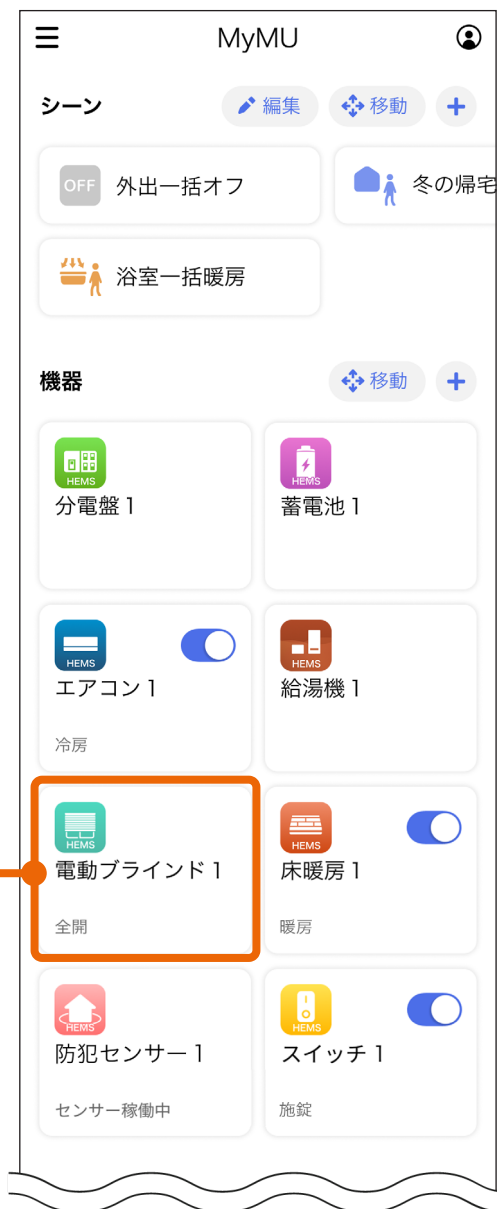 MyMU
シーン
編集
移動
OFF
外出一括オフ
冬の帰宅
浴室一括暖房
機器
移動
HEMS
分電盤 1
HEMS
蓄電池 1
HEMS
エアコン 1
冷房
HEMS
給湯機 1
HEMS
電動ブラインド 1
全開
HEMS
床暖房 1
暖房
HEMS
防犯センサー 1
センサー稼働中
HEMS
スイッチ 1
施錠